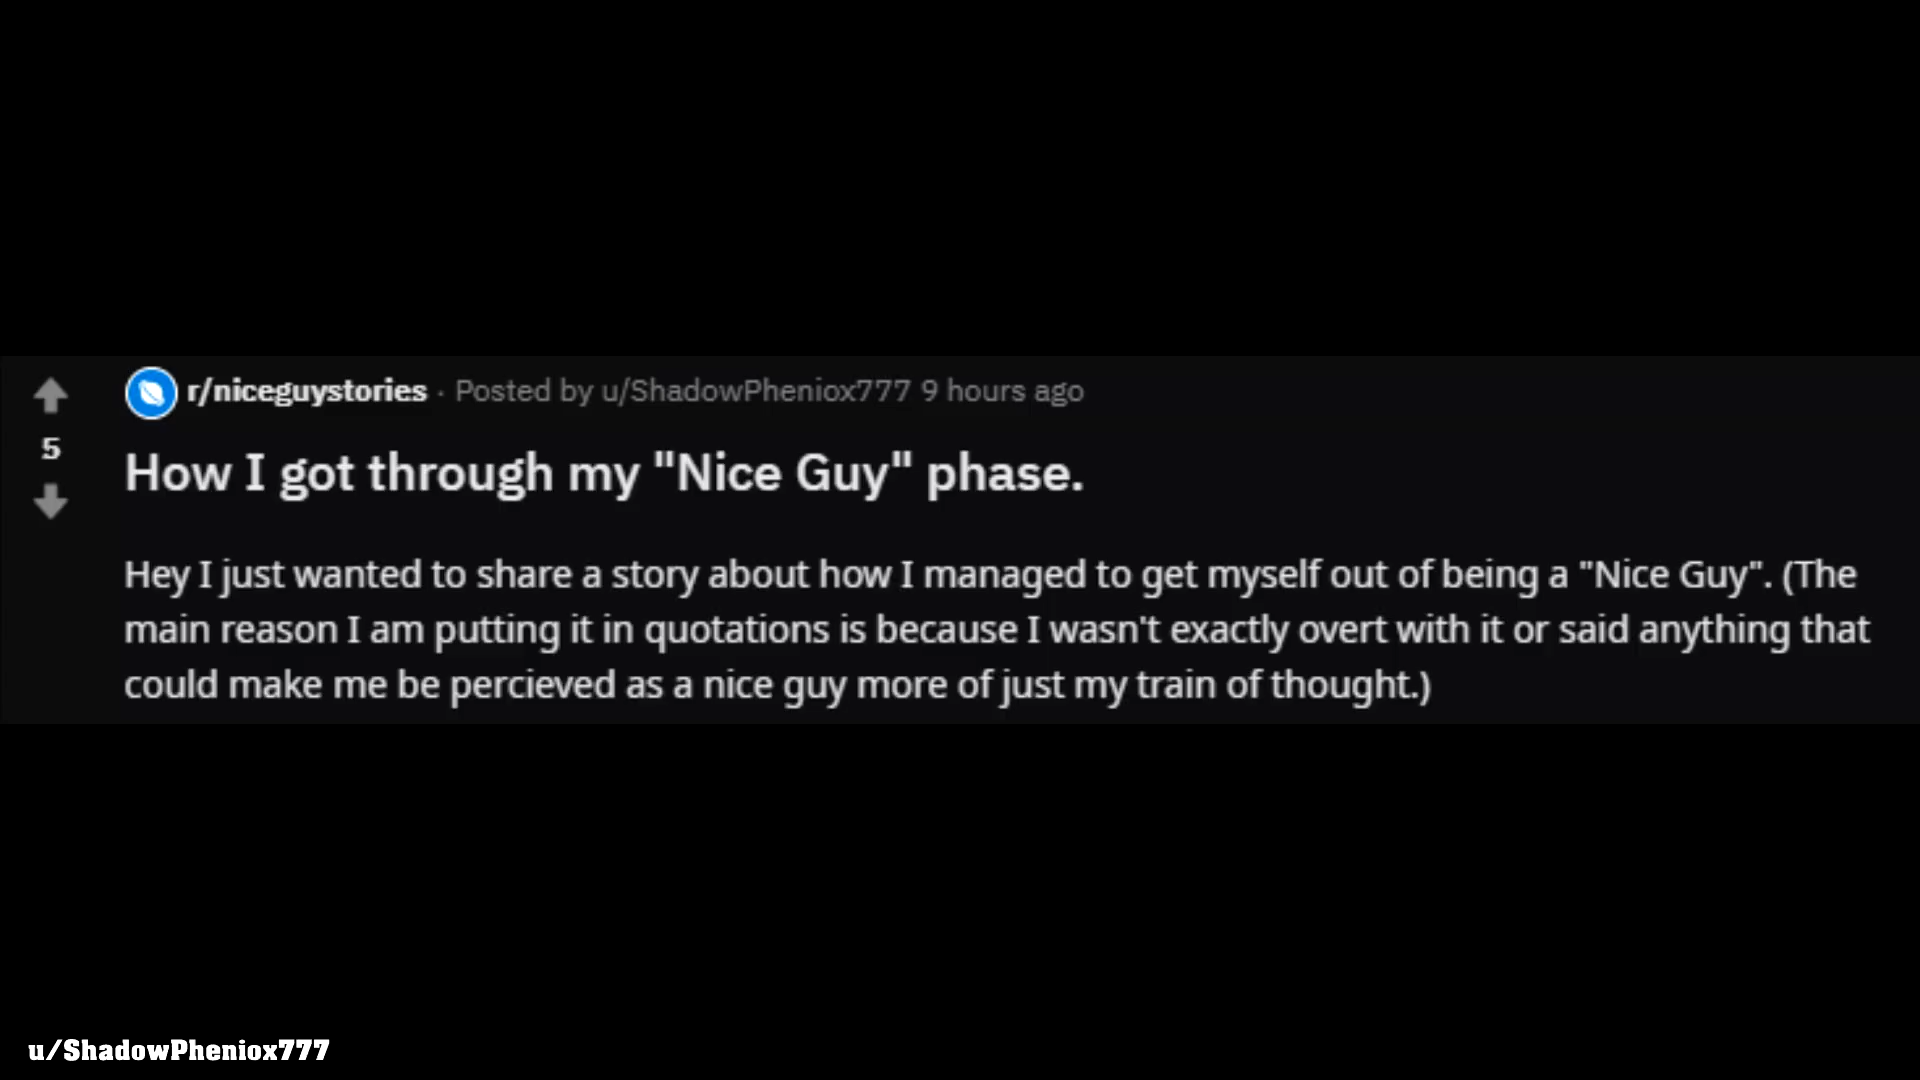 r/niceguystories · Posted by u/ShadowPheniox777 9 hours ago
5
How I got through my "Nice Guy" phase.
Hey I just wanted to share a story about how I managed to get myself out of being a "Nice Guy". (The
main reason I am putting it in quotations is because I wasn't exactly overt with it or said anything that
could make me be percieved as a nice guy more of just my train of thought.)
u/ShadowPheniox777